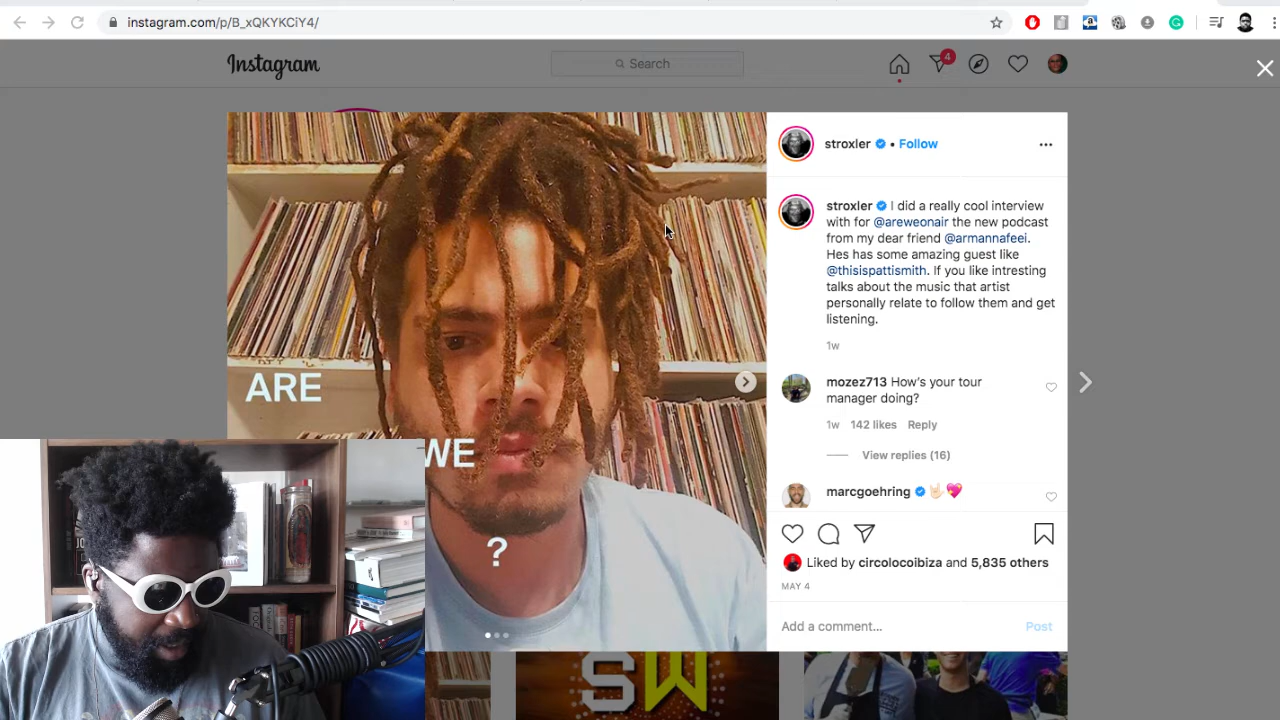 instagram.com/p/B_xQKYKCiY4/
Instagram
Search
4
ARE
WE
?
SW
stroxler • Follow
stroxler I did a really cool interview
with for @areweonair the new podcast
from my dear friend @armannafeei.
Hes has some amazing guest like
@thisispattismith. If you like intresting
talks about the music that artist
personally relate to follow them and get
listening.
1w
mozez713 How's your tour
manager doing?
1w 142 likes Reply
View replies (16)
marcgoehring 🤘🏻💖
Liked by circolocoibiza and 5,835 others
MAY 4
Add a comment... Post